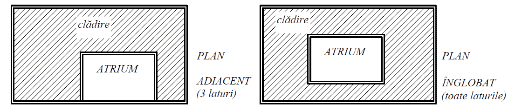 clădire
ATRIUM
PLAN
ADIACENT
(3 laturi)
clădire
ATRIUM
PLAN
ÎNGLOBAT
(toate laturile)